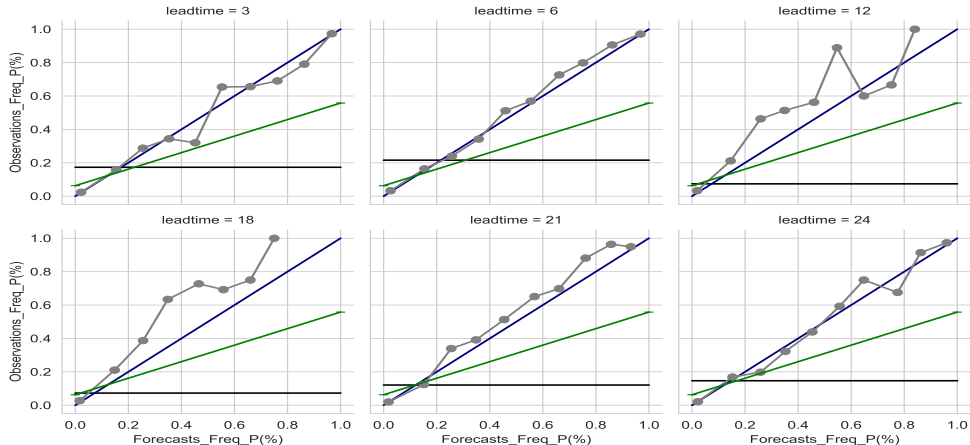 leadtime = 3 leadtime = 6 leadtime = 12
Observations_Freq_P(%)
1.0
0.8
0.6
0.4
0.2
0.0
leadtime = 18 leadtime = 21 leadtime = 24
Observations_Freq_P(%)
1.0
0.8
0.6
0.4
0.2
0.0
0.0 0.2 0.4 0.6 0.8 1.0 0.0 0.2 0.4 0.6 0.8 1.0 0.0 0.2 0.4 0.6 0.8 1.0
Forecasts_Freq_P(%) Forecasts_Freq_P(%) Forecasts_Freq_P(%)